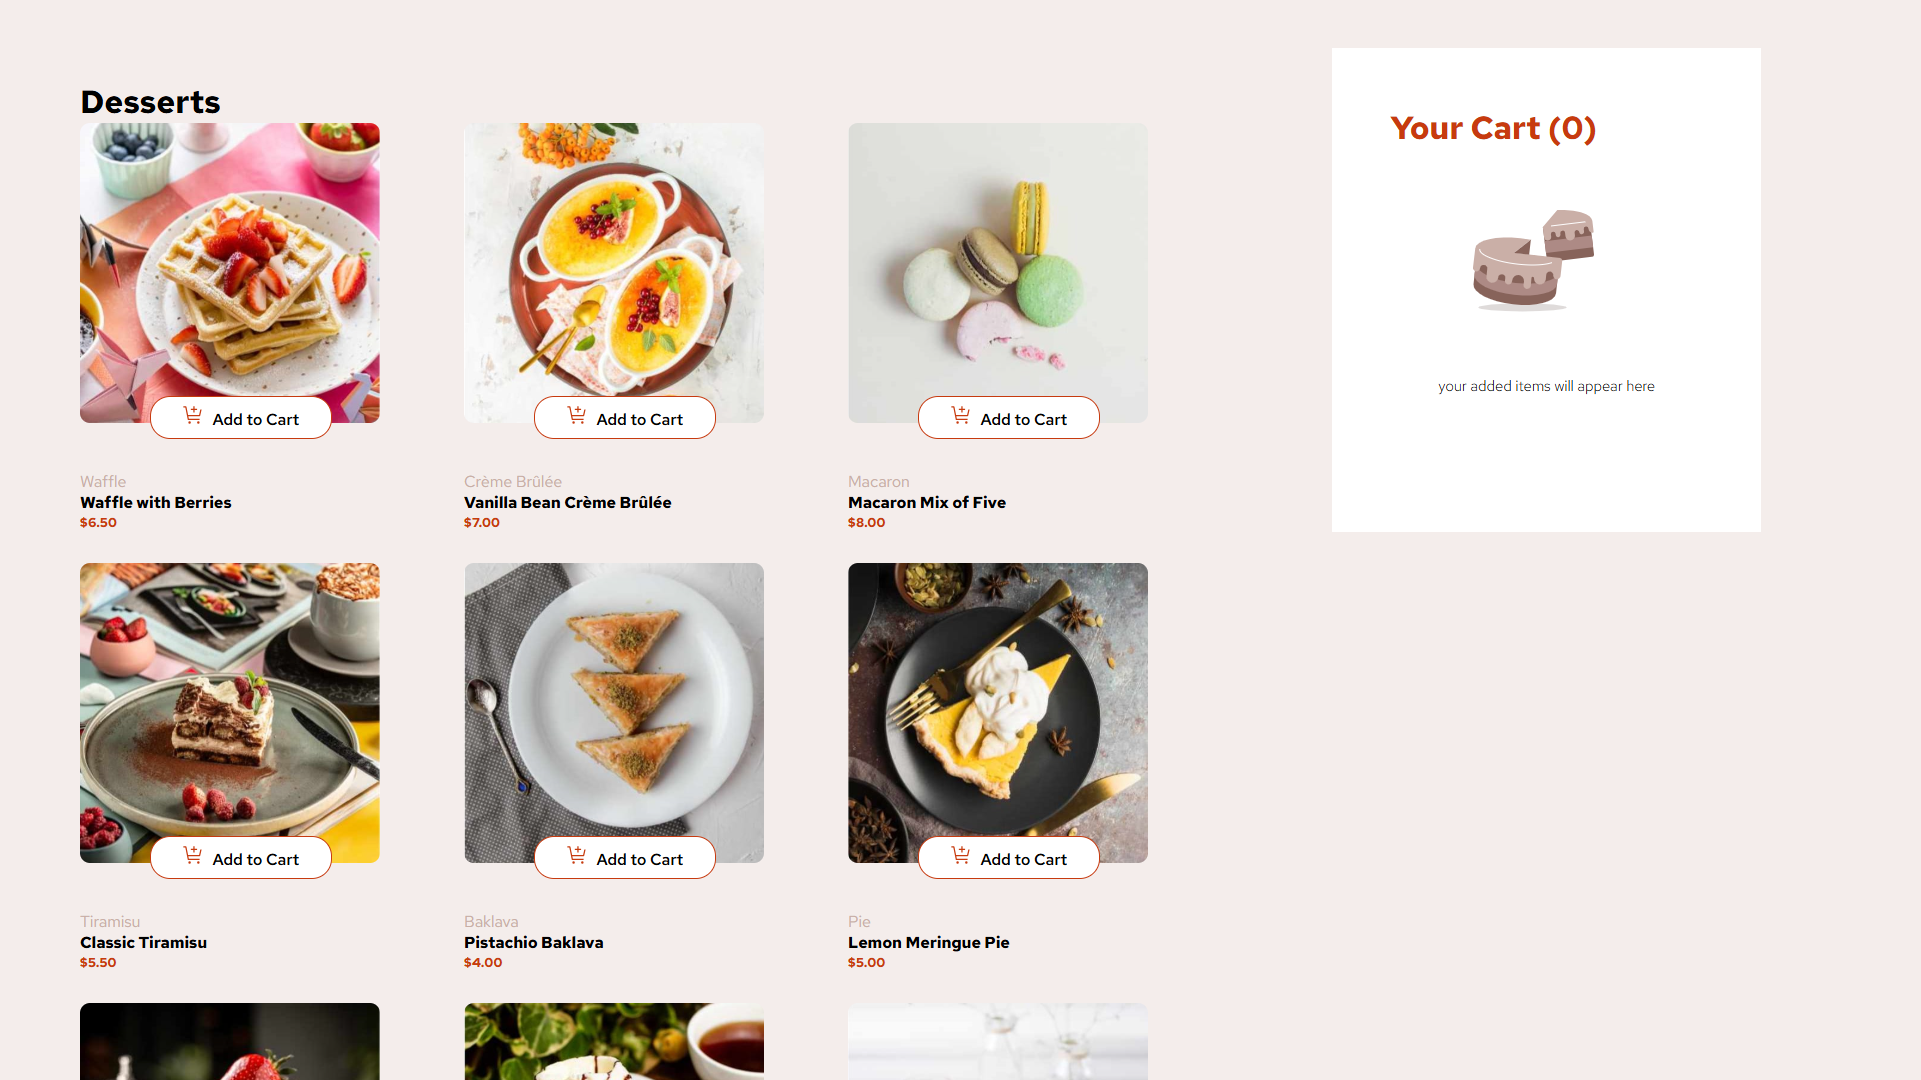 Desserts
Add to Cart
Waffle
Waffle with Berries
$6.50
Add to Cart
Crème Brûlée
Vanilla Bean Crème Brûlée
$7.00
Add to Cart
Macaron
Macaron Mix of Five
$8.00
Add to Cart
Tiramisu
Classic Tiramisu
$5.50
Add to Cart
Baklava
Pistachio Baklava
$4.00
Add to Cart
Pie
Lemon Meringue Pie
$5.00
Your Cart (0)
your added items will appear here